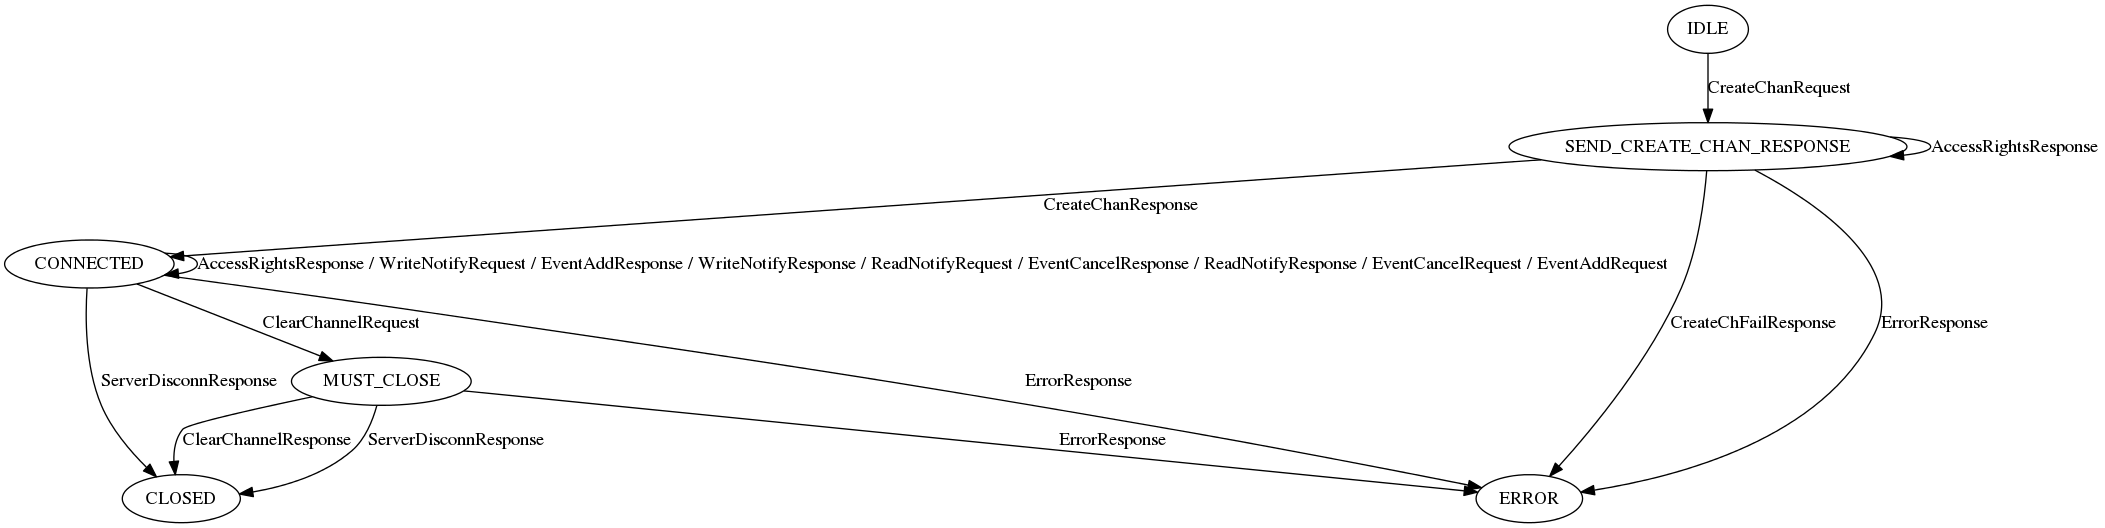 IDLE
CreateChanRequest
SEND_CREATE_CHAN_RESPONSE
AccessRightsResponse
CreateChanResponse
CONNECTED
AccessRightsResponse / WriteNotifyRequest / EventAddResponse / WriteNotifyResponse / ReadNotifyRequest / EventCancelResponse / ReadNotifyResponse / EventCancelRequest / EventAddRequest
ClearChannelRequest
CreateChFailResponse
ErrorResponse
ServerDisconnResponse
MUST_CLOSE
ErrorResponse
ClearChannelResponse
ServerDisconnResponse
ErrorResponse
CLOSED
ERROR